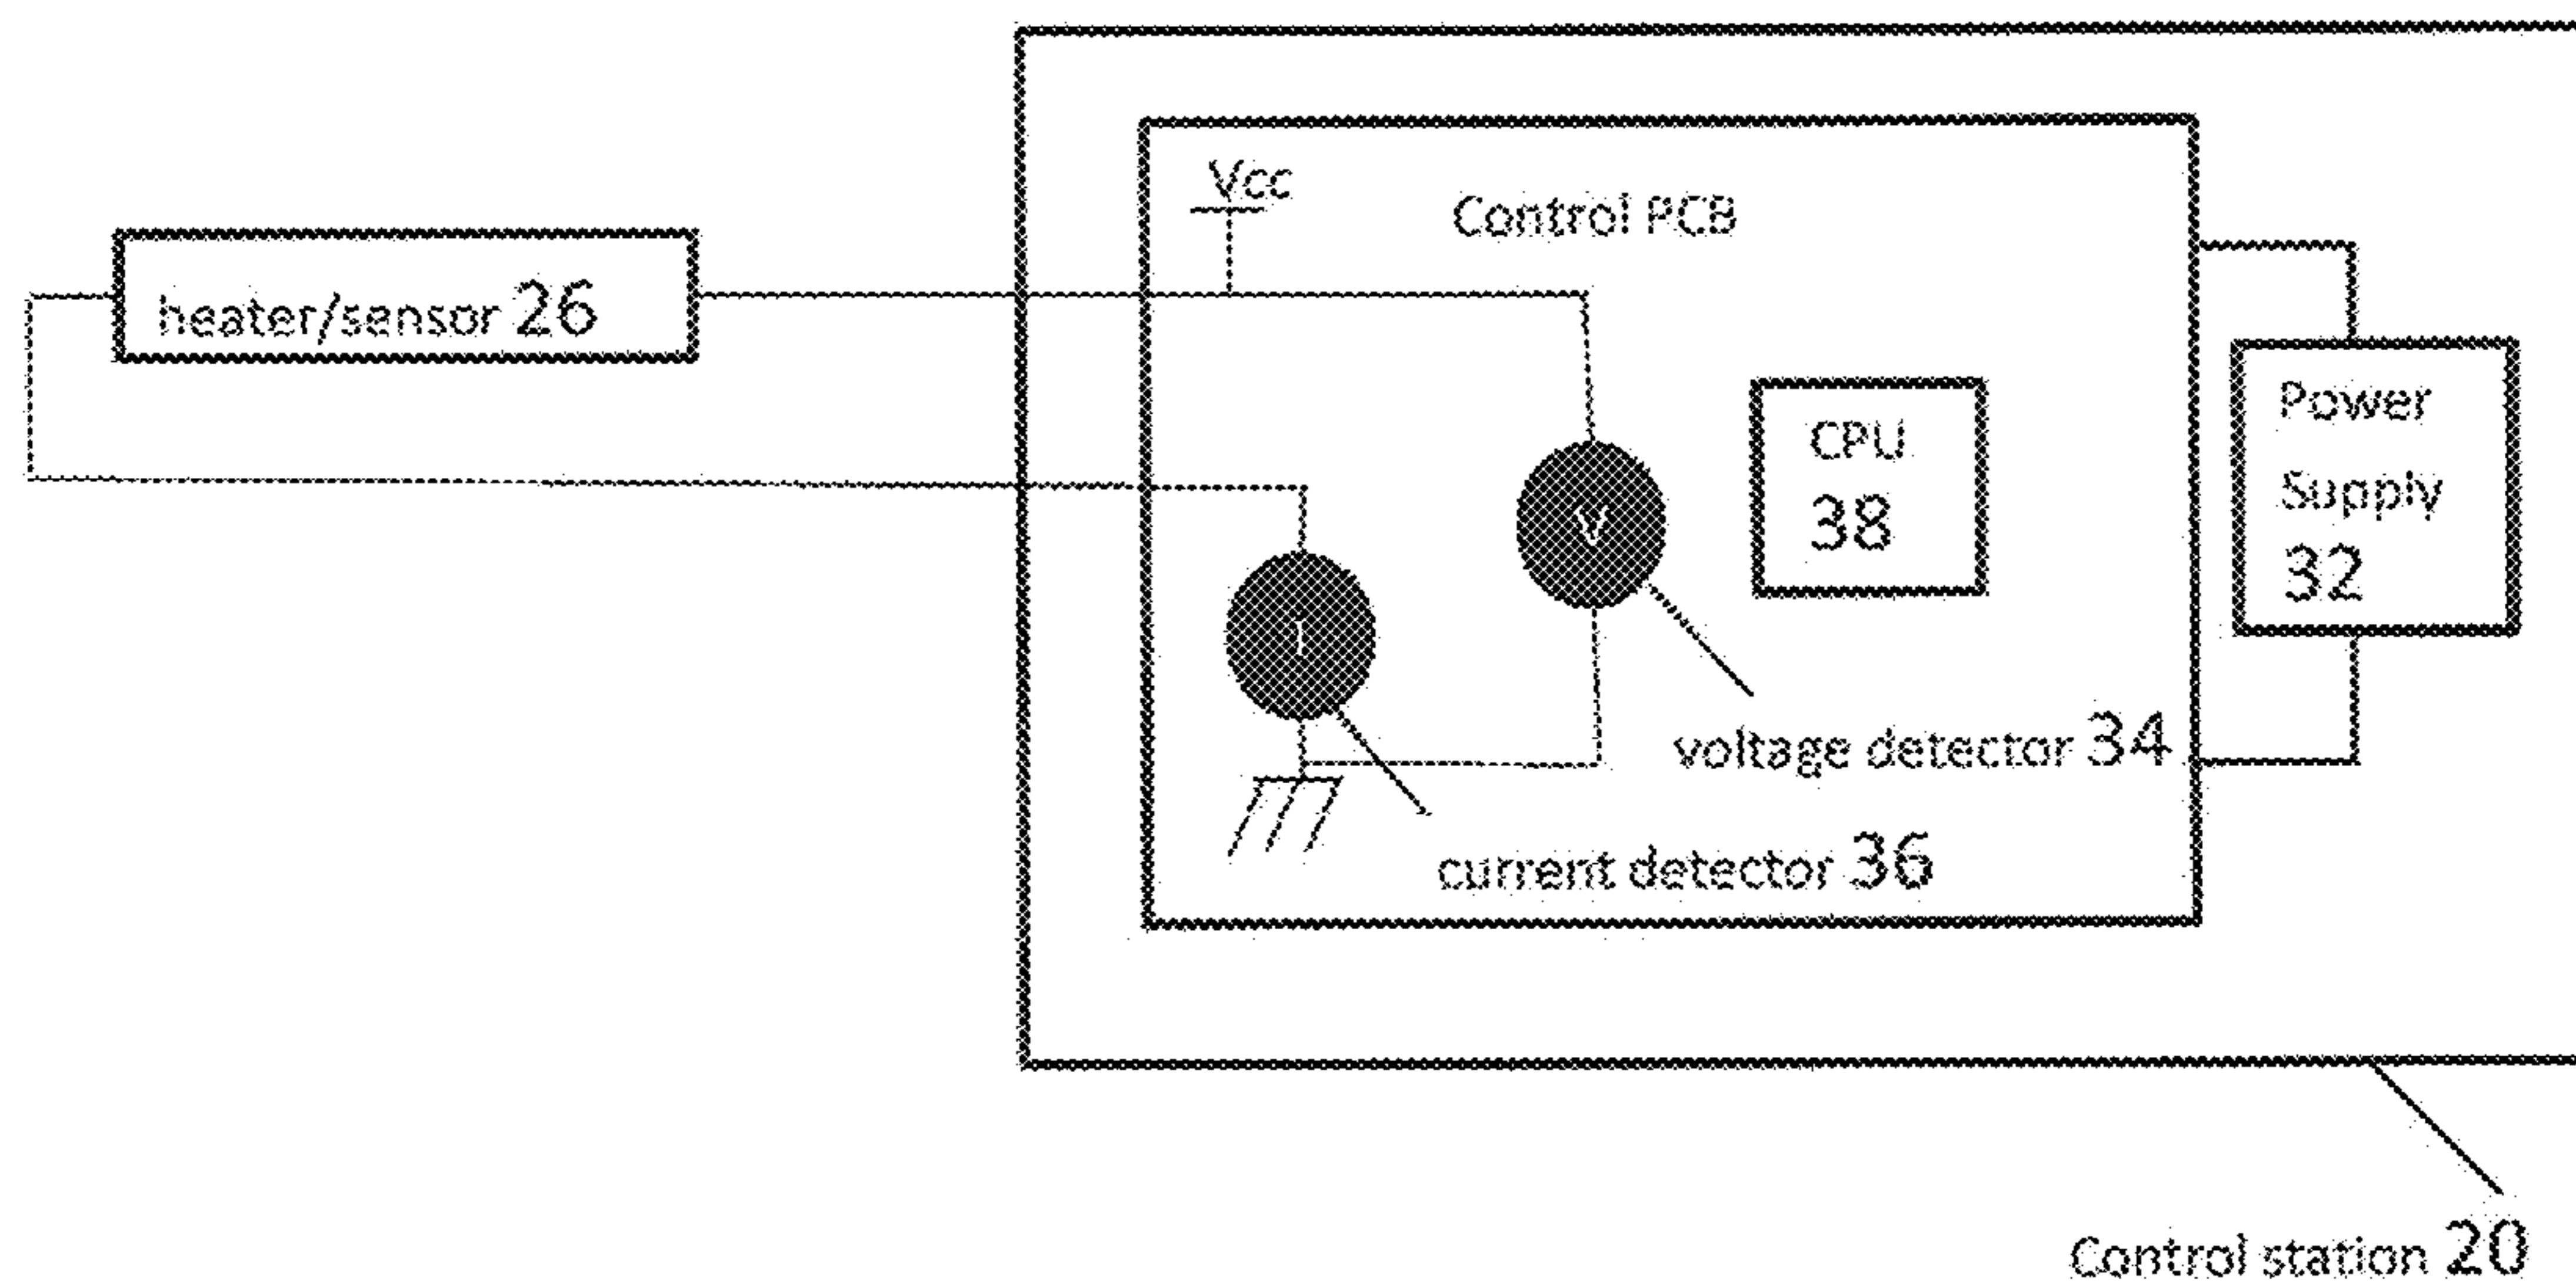 Vcc
Control PCB
heater/sensor 26
CPU
38
Power
Supply
32
V
I
voltage detector 34
current detector 36
Control station 20